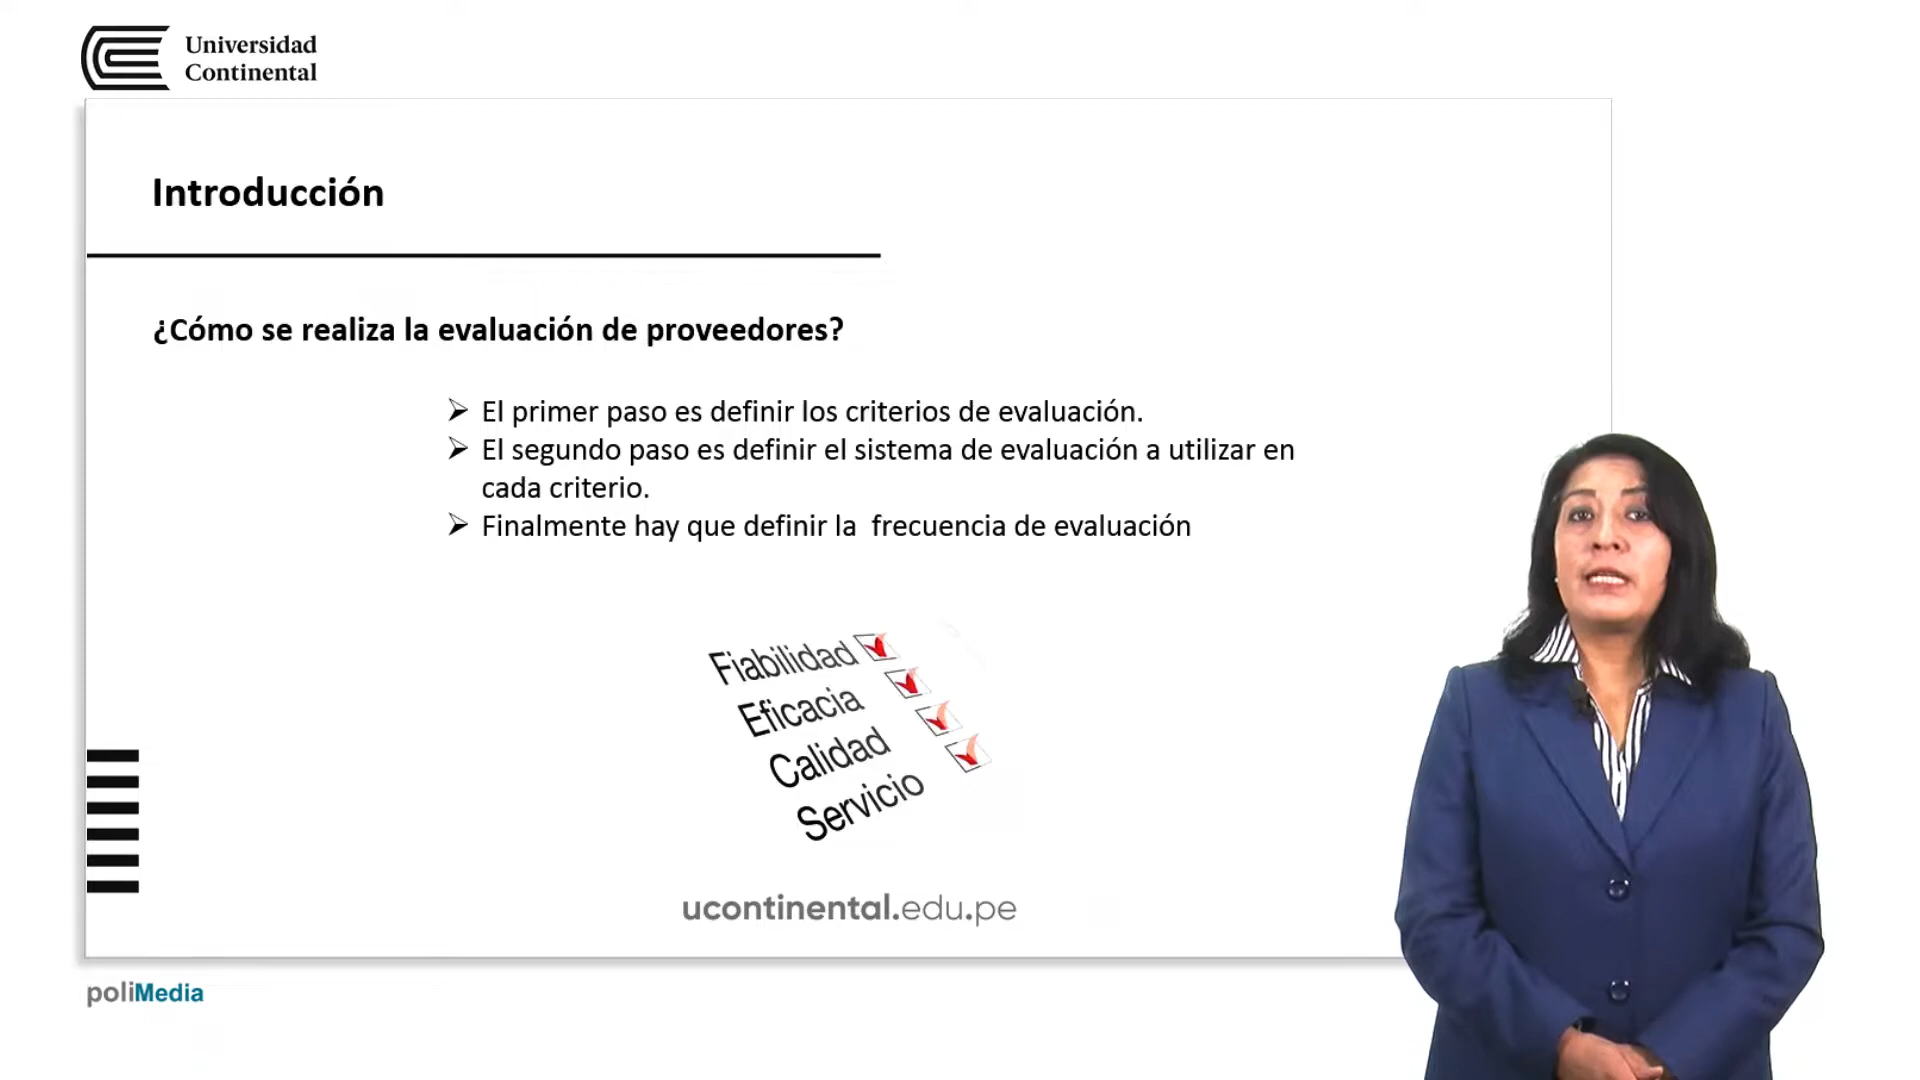 Universidad
Continental
Introducción
¿Cómo se realiza la evaluación de proveedores?
El primer paso es definir los criterios de evaluación.
El segundo paso es definir el sistema de evaluación a utilizar en
cada criterio.
Finalmente hay que definir la  frecuencia de evaluación
Fiabilidad
Eficacia
Calidad
Servicio
ucontinental.edu.pe
poliMedia